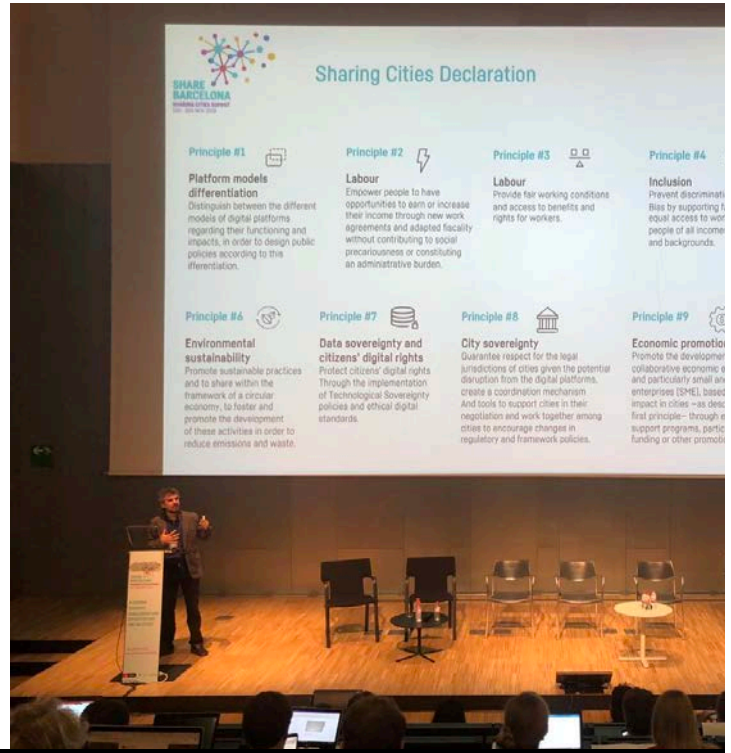 SHARE
BARCELONA
SHARING CITIES SUMMIT
Sharing Cities Declaration
Principle #1
Platform models
differentiation
Distinguish between the different
models of digital platforms
regarding their functioning and
impacts, in order to design public
policies according to this
ifferentiation.
Principle #2
Labour
Empower people to have
opportunities to earn or increase
their income through new work
agreements and adapted fiscality
without contributing to social
precariousness or constituting
an administrative burden.
Principle #3
Labour
Provide fair working conditions
and access to benefits and
rights for workers.
Principle #4
Inclusion
Prevent discriminati
Bias by supporting f
equal access to wor
people of all income
and backgrounds.
Principle #6
Environmental
sustainability
Promote sustainable practices
and to share within the
framework of a circular
economy, to foster and
promote the development
of these activities in order to
reduce emissions and waste.
Principle #7
Data sovereignty and
citizens' digital rights
Protect citizens' digital rights
Through the implementation
of Technological Sovereignty
policies and ethical digital
standards.
Principle #8
City sovereignty
Guarantee respect for the legal
jurisdictions of cities given the potential
disruption from the digital platforms,
create a coordination mechanism
And tools to support cities in their
negotiation and work together among
cities to encourage changes in
regulatory and framework policies.
Principle #9
Economic promotion
Promote the developmen
collaborative economic e
and particularly small and
enterprises (SME), based
impact in cities –as desc
first principle– through e
support programs, partic
funding or other promoti